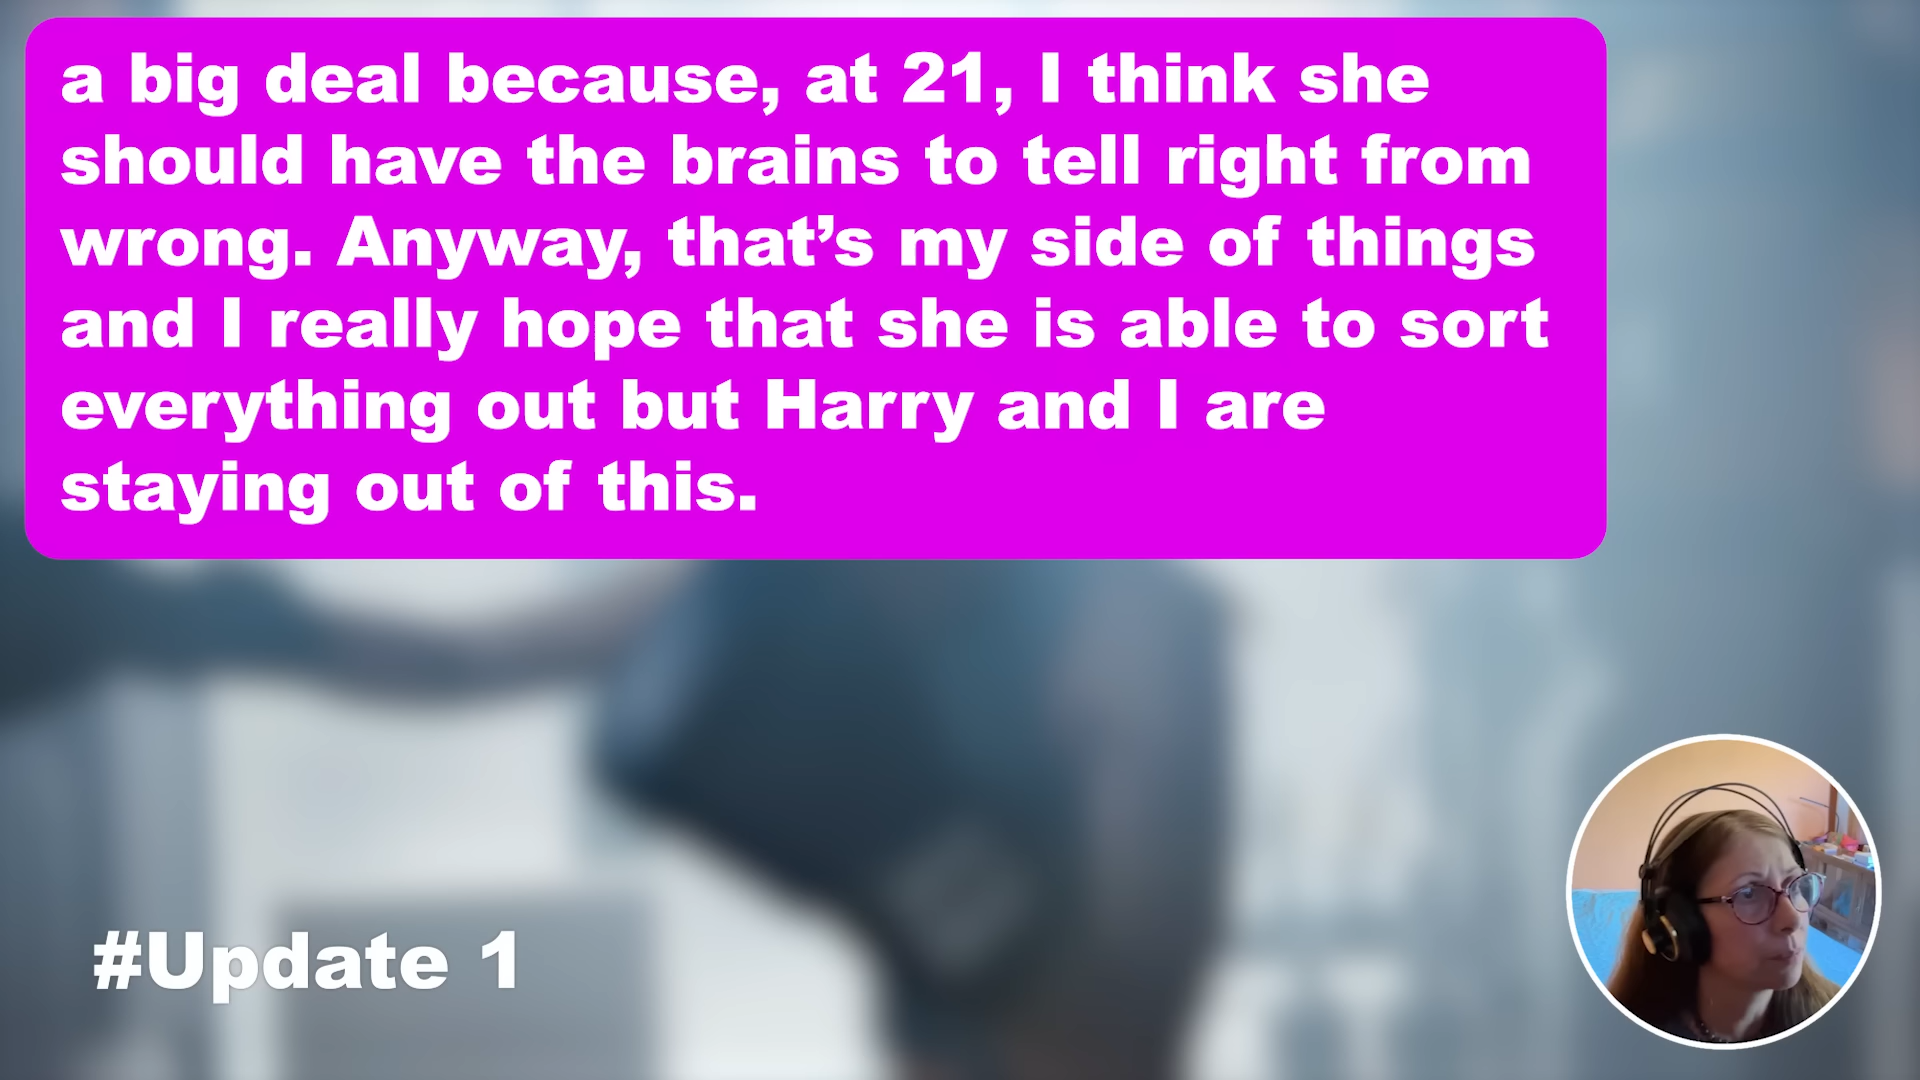 a big deal because, at 21, I think she
should have the brains to tell right from
wrong. Anyway, that’s my side of things
and I really hope that she is able to sort
everything out but Harry and I are
staying out of this.
#Update 1